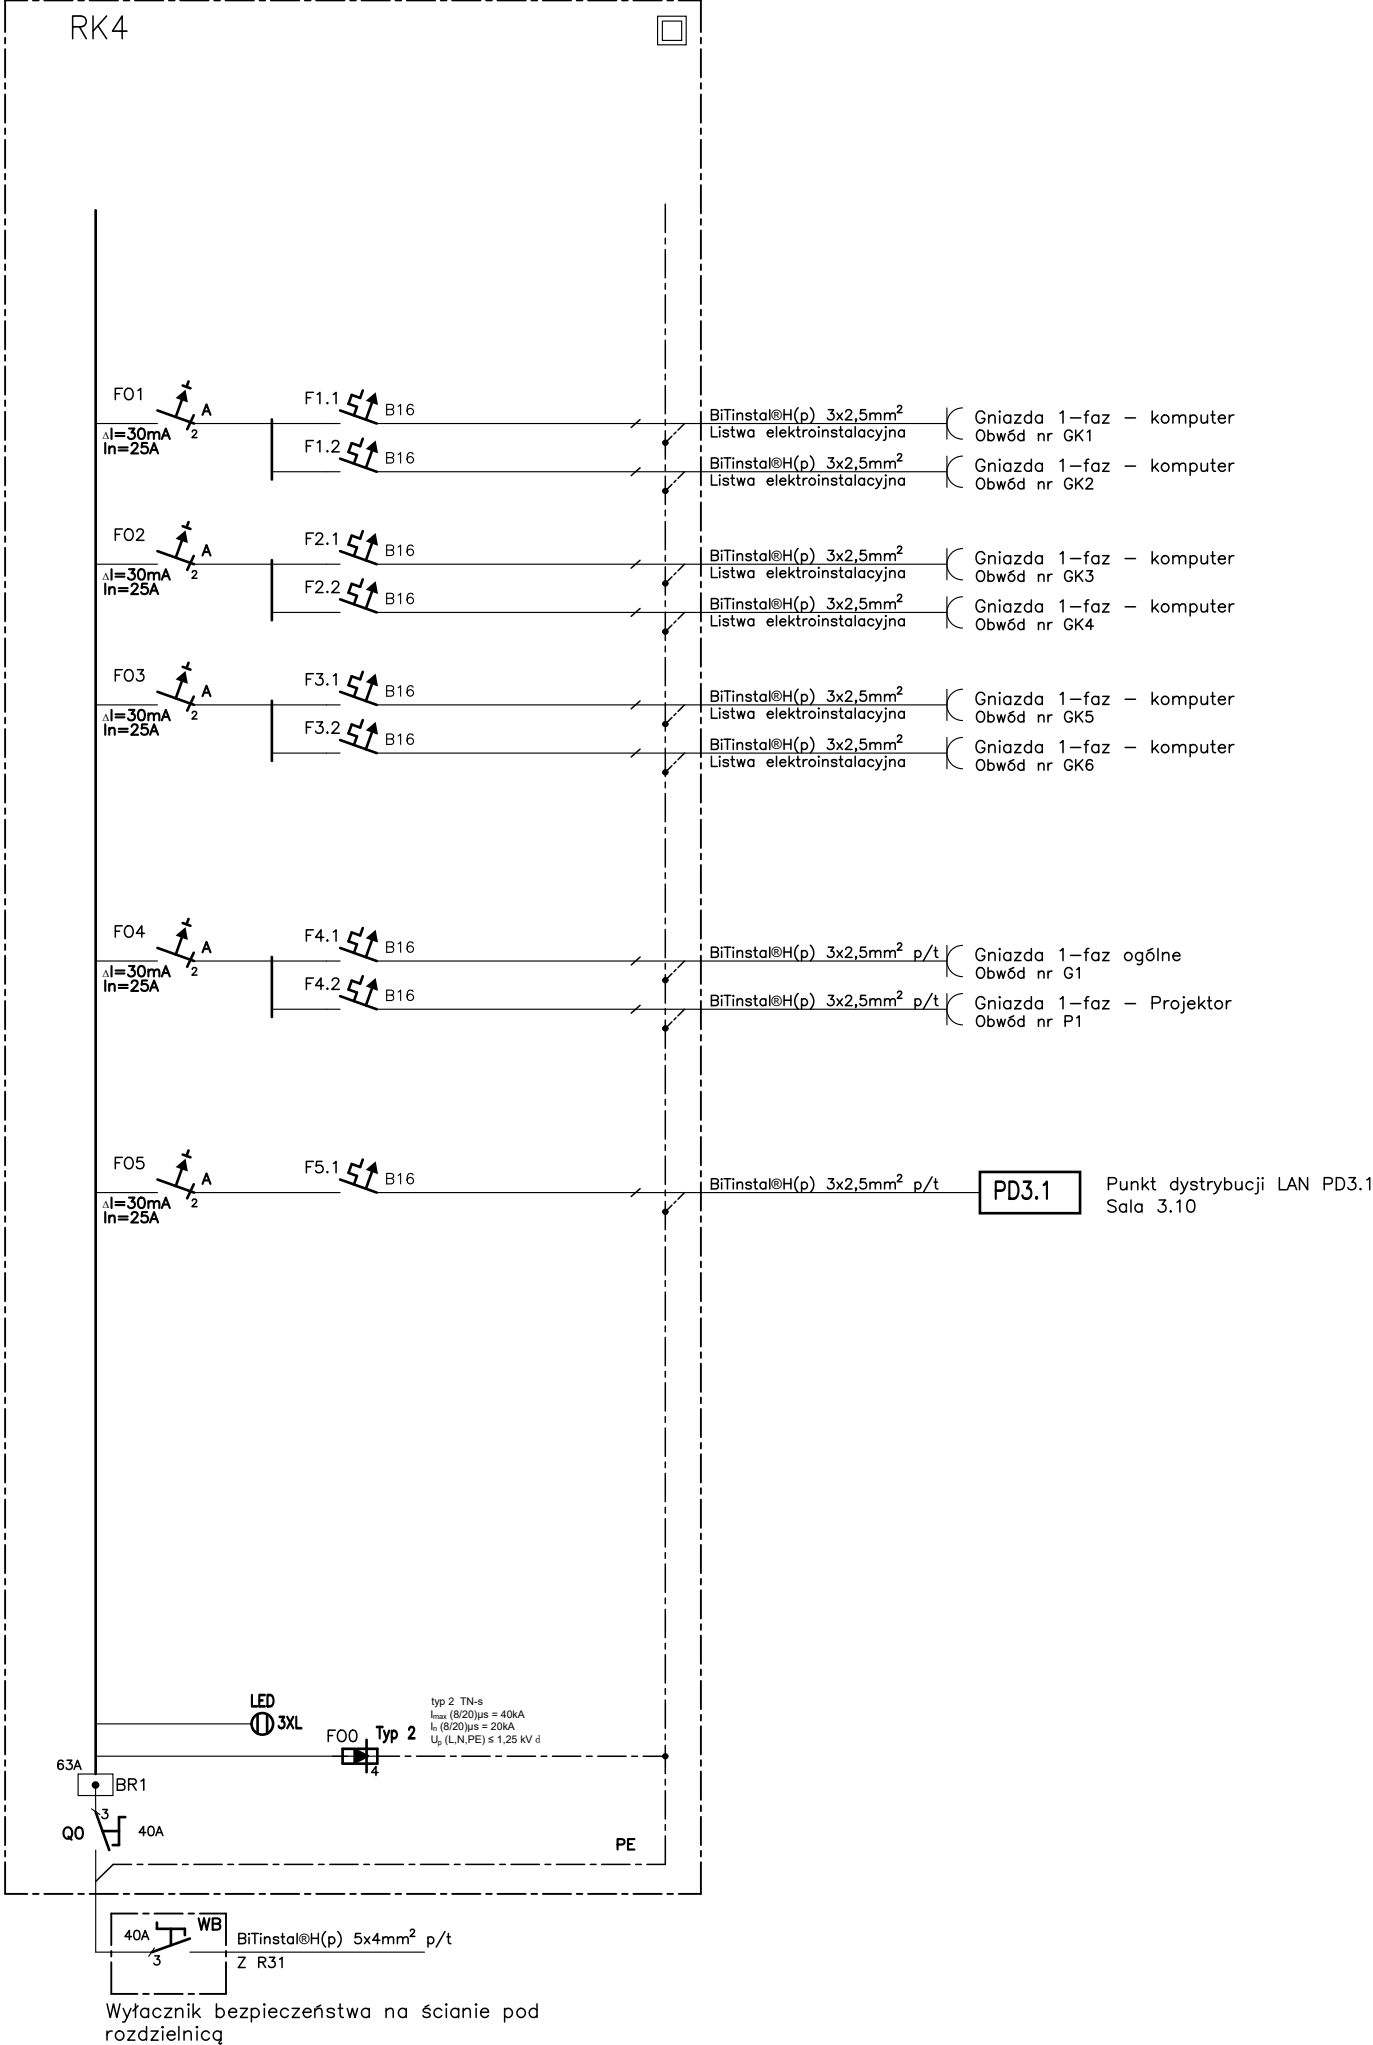 RK4
FO1
A
2
∆I=30mA
In=25A
F1.1
B16
BiTinstal®H(p) 3x2,5mm²
Listwa elektroinstalacyjna
Gniazda 1-faz - komputer
Obwód nr GK1
F1.2
B16
BiTinstal®H(p) 3x2,5mm²
Listwa elektroinstalacyjna
Gniazda 1-faz - komputer
Obwód nr GK2
FO2
A
2
∆I=30mA
In=25A
F2.1
B16
BiTinstal®H(p) 3x2,5mm²
Listwa elektroinstalacyjna
Gniazda 1-faz - komputer
Obwód nr GK3
F2.2
B16
BiTinstal®H(p) 3x2,5mm²
Listwa elektroinstalacyjna
Gniazda 1-faz - komputer
Obwód nr GK4
FO3
A
2
∆I=30mA
In=25A
F3.1
B16
BiTinstal®H(p) 3x2,5mm²
Listwa elektroinstalacyjna
Gniazda 1-faz - komputer
Obwód nr GK5
F3.2
B16
BiTinstal®H(p) 3x2,5mm²
Listwa elektroinstalacyjna
Gniazda 1-faz - komputer
Obwód nr GK6
FO4
A
2
∆I=30mA
In=25A
F4.1
B16
BiTinstal®H(p) 3x2,5mm² p/t
Gniazda 1-faz ogólne
Obwód nr G1
F4.2
B16
BiTinstal®H(p) 3x2,5mm² p/t
Gniazda 1-faz - Projektor
Obwód nr P1
FO5
A
2
∆I=30mA
In=25A
F5.1
B16
BiTinstal®H(p) 3x2,5mm² p/t
PD3.1
Punkt dystrybucji LAN PD3.1
Sala 3.10
LED
3XL
FOO
Typ 2
4
typ 2 TN-s
Imax (8/20)µs = 40kA
In (8/20)µs = 20kA
Up (L,N,PE) ≤ 1,25 kV d
63A
BR1
3
QO
40A
PE
40A
WB
3
BiTinstal®H(p) 5x4mm² p/t
Z R31
Wyłacznik bezpieczeństwa na ścianie pod
rozdzielnicą